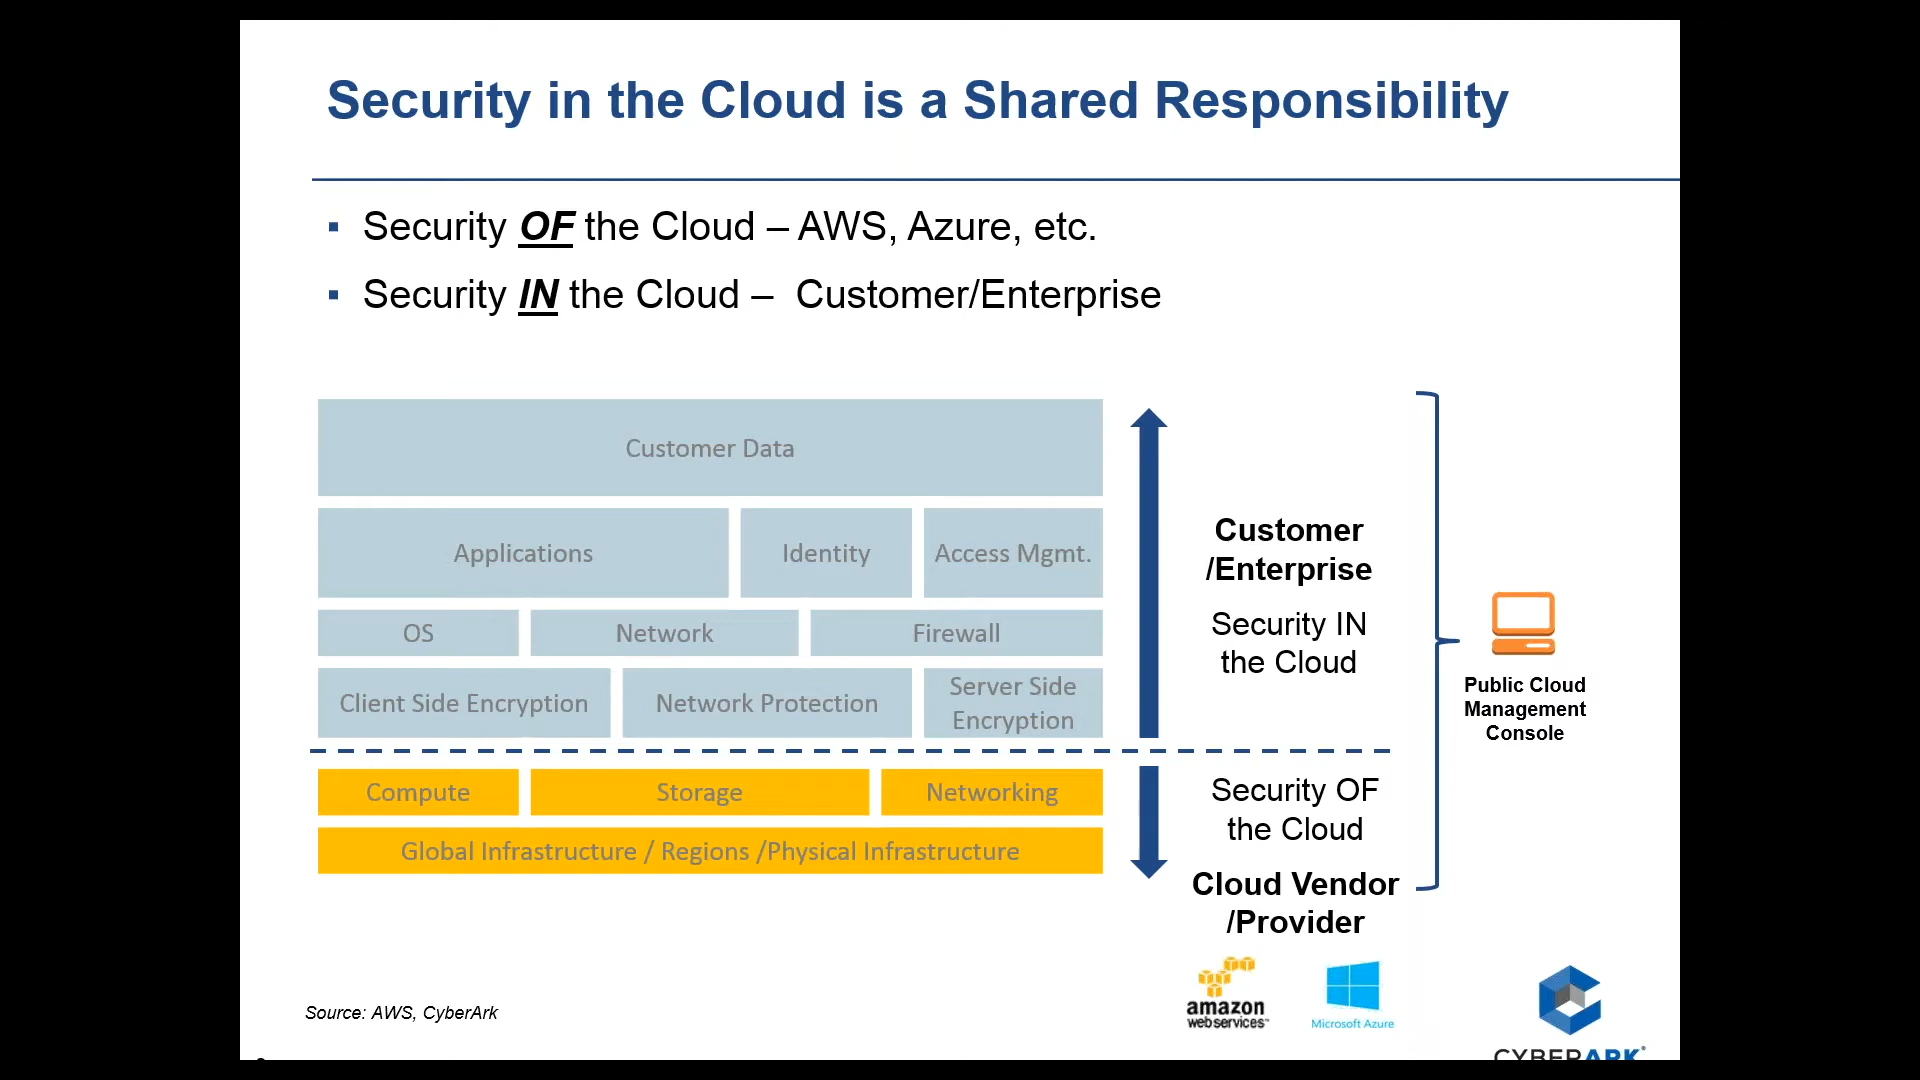 Security in the Cloud is a Shared Responsibility
▪ Security OF the Cloud – AWS, Azure, etc.
▪ Security IN the Cloud – Customer/Enterprise
Customer Data
Applications
Identity
Access Mgmt.
OS
Network
Firewall
Client Side Encryption
Network Protection
Server Side
Encryption
Compute
Storage
Networking
Global Infrastructure / Regions /Physical Infrastructure
Customer
/Enterprise
Security IN
the Cloud
Security OF
the Cloud
Cloud Vendor
/Provider
Public Cloud
Management
Console
amazon
webservices™
Microsoft Azure
Source: AWS, CyberArk
CYBERARK®